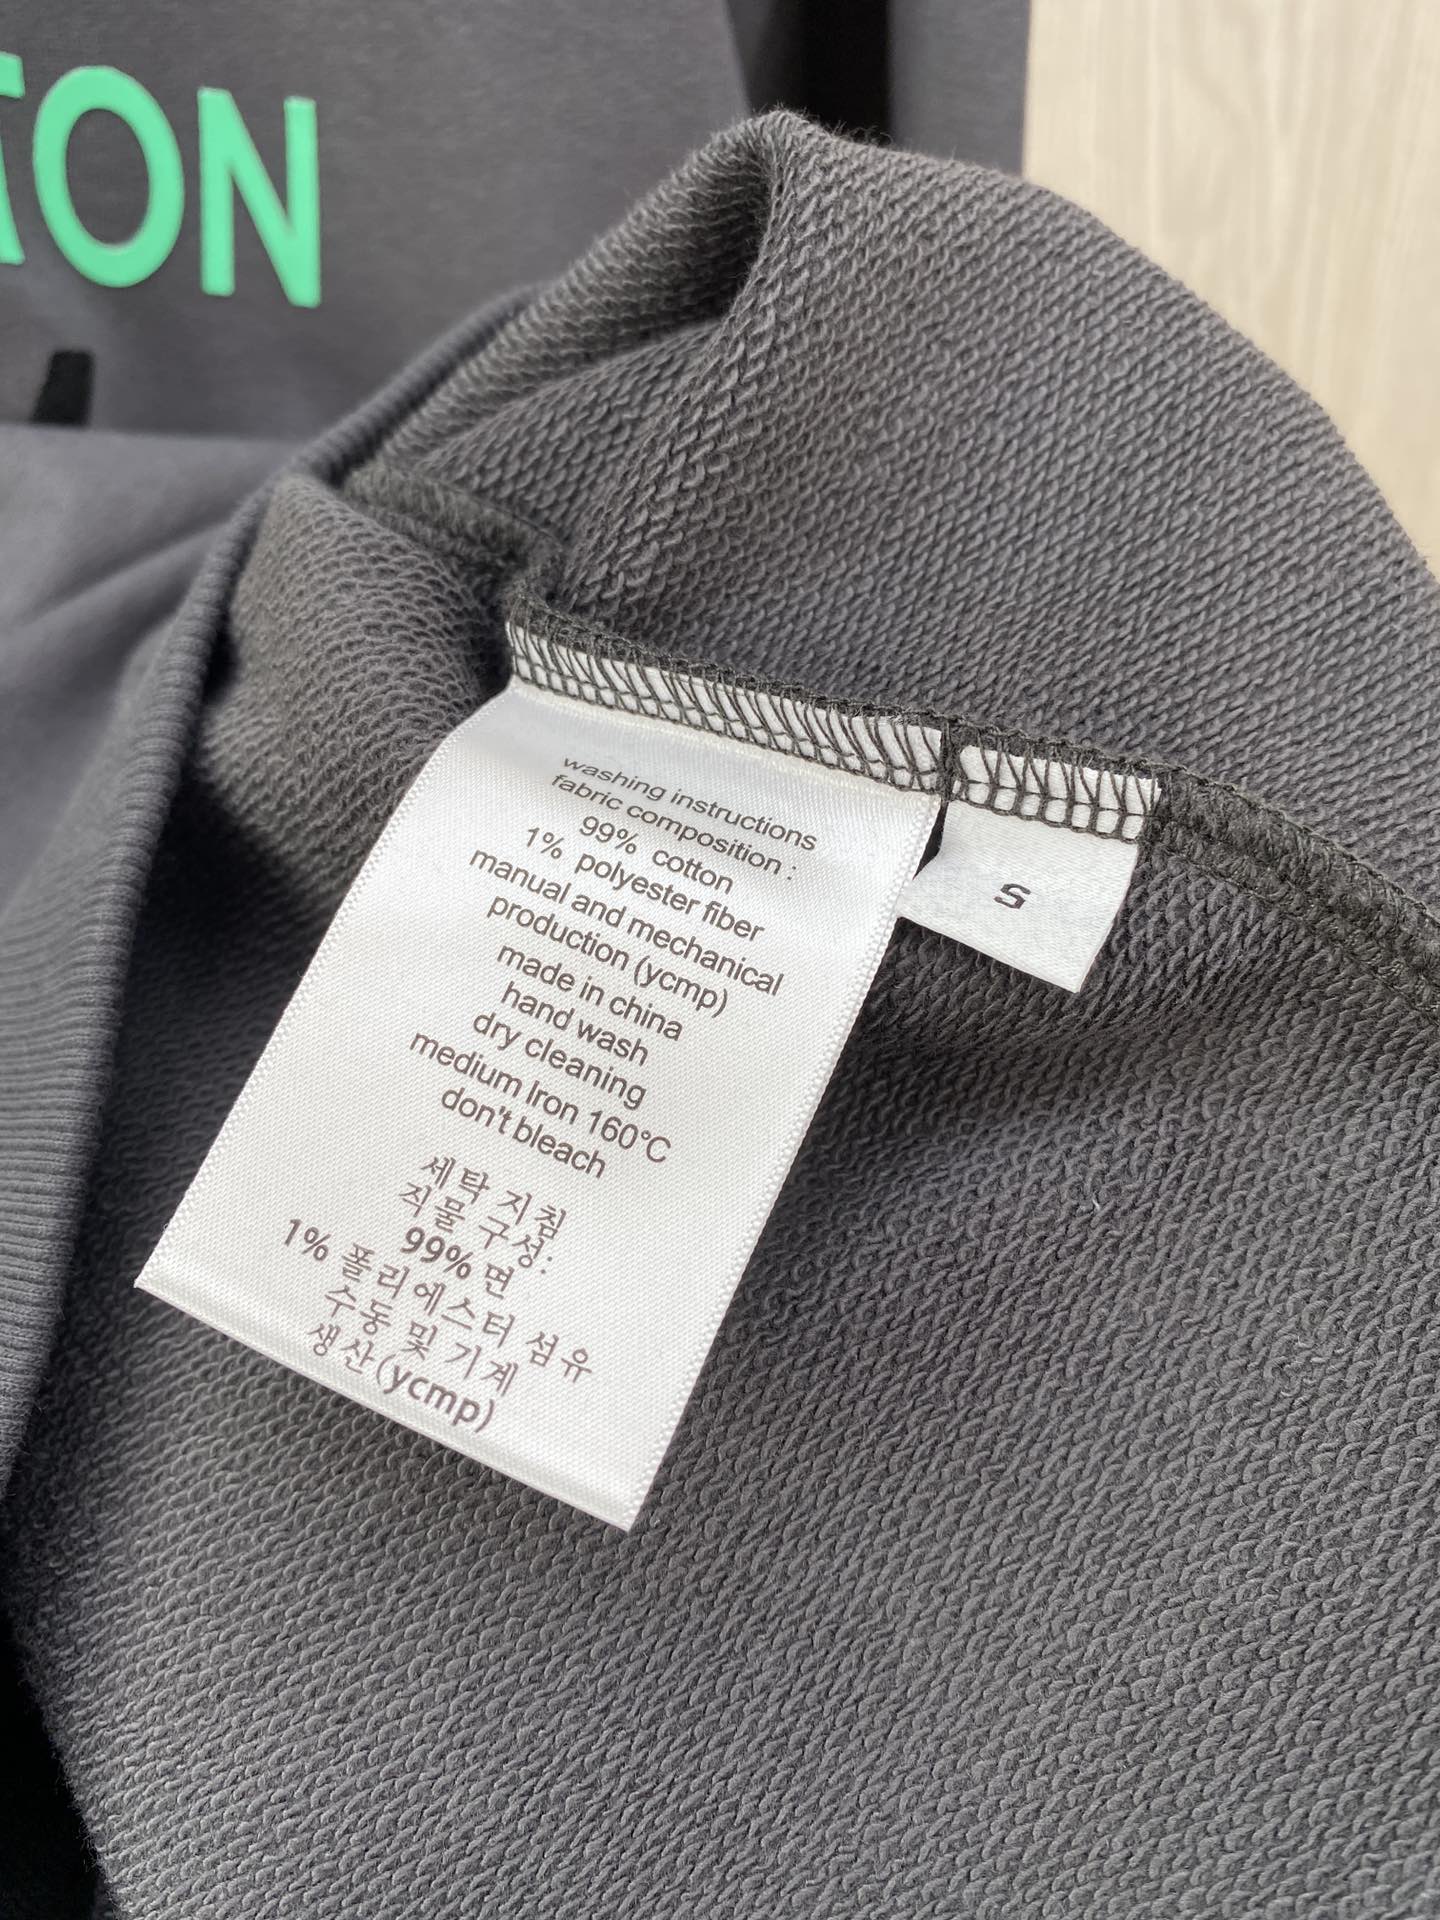 TON
washing instructions
fabric composition :
99% cotton
1% polyester fiber
manual and mechanical
production (ycmp)
made in china
hand wash
dry cleaning
medium Iron 160°C
don't bleach
세탁 지침
직물 구성:
99% 면
1% 폴리에스터 섬유
수동 및 기계
생산(ycmp)
S